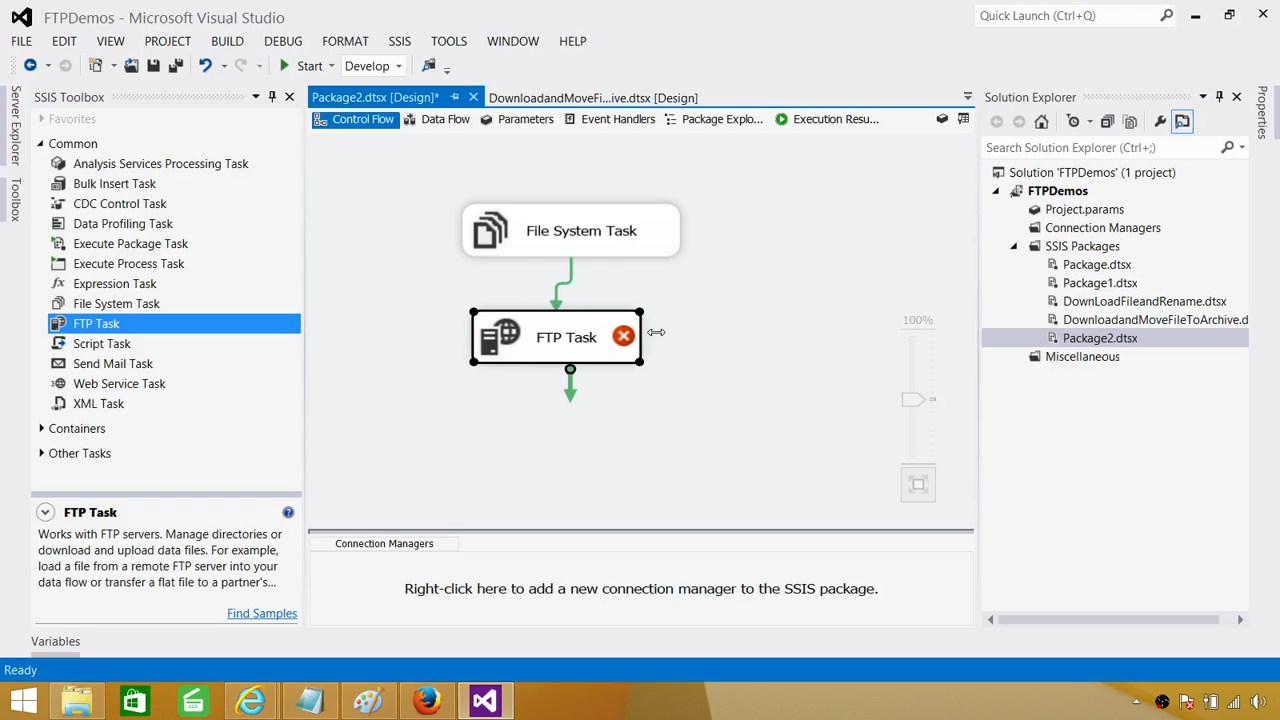 FTPDemos - Microsoft Visual Studio
Quick Launch (Ctrl+Q)
FILE EDIT VIEW PROJECT BUILD DEBUG FORMAT SSIS TOOLS WINDOW HELP
Start Develop
Server Explorer
Toolbox
SSIS Toolbox
Favorites
Common
Analysis Services Processing Task
Bulk Insert Task
CDC Control Task
Data Profiling Task
Execute Package Task
Execute Process Task
Expression Task
File System Task
FTP Task
Script Task
Send Mail Task
Web Service Task
XML Task
Containers
Other Tasks
FTP Task
Works with FTP servers. Manage directories or download and upload data files. For example,
load a file from a remote FTP server into your
data flow or transfer a flat file to a partner's...
Find Samples
Package2.dtsx [Design]* DownloadandMoveFi...ive.dtsx [Design]
Control Flow Data Flow Parameters Event Handlers Package Explo... Execution Resu...
File System Task
FTP Task
100%
Connection Managers
Right-click here to add a new connection manager to the SSIS package.
Solution Explorer
Search Solution Explorer (Ctrl+;)
Solution 'FTPDemos' (1 project)
FTPDemos
Project.params
Connection Managers
SSIS Packages
Package.dtsx
Package1.dtsx
DownLoadFileandRename.dtsx
DownloadandMoveFileToArchive.d
Package2.dtsx
Miscellaneous
Properties
Variables
Ready